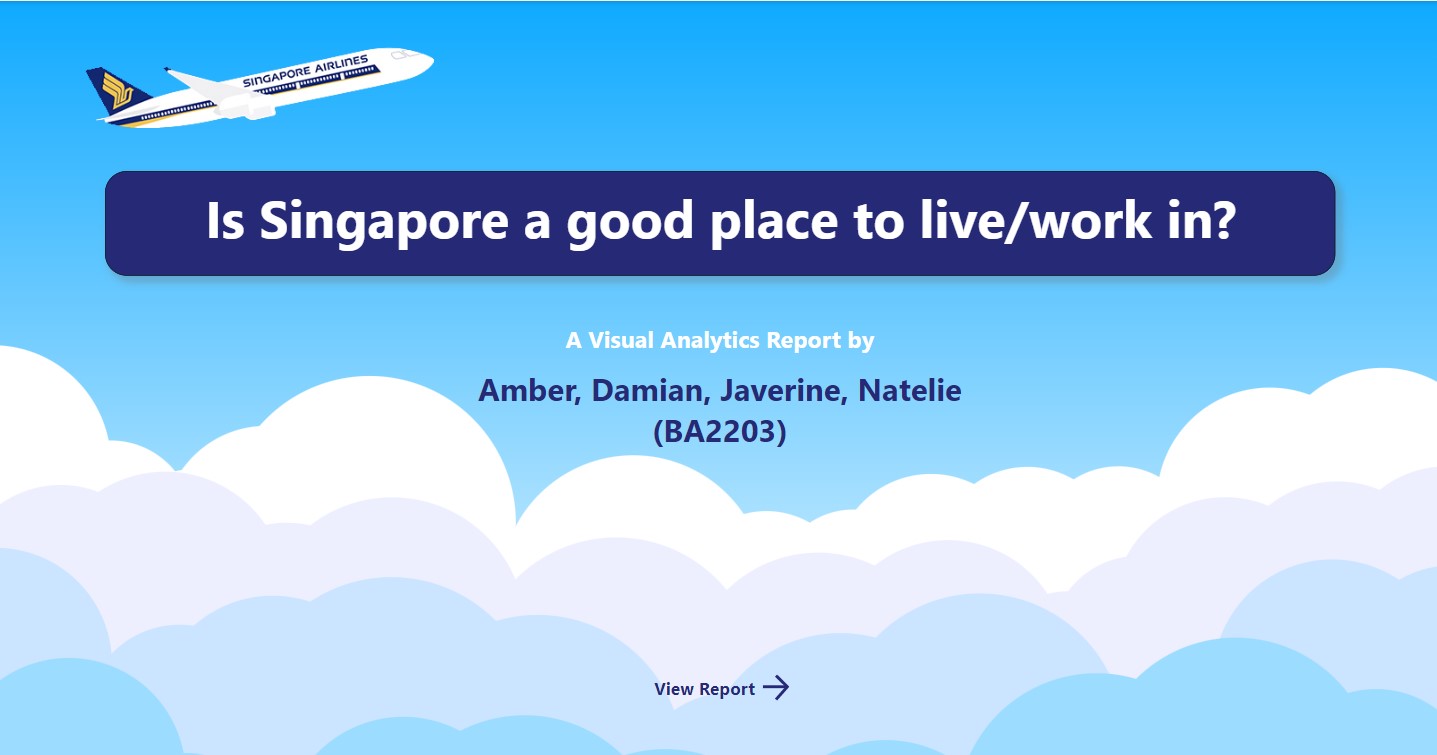 SINGAPORE AIRLINES
Is Singapore a good place to live/work in?
A Visual Analytics Report by
Amber, Damian, Javerine, Natelie
(BA2203)
View Report